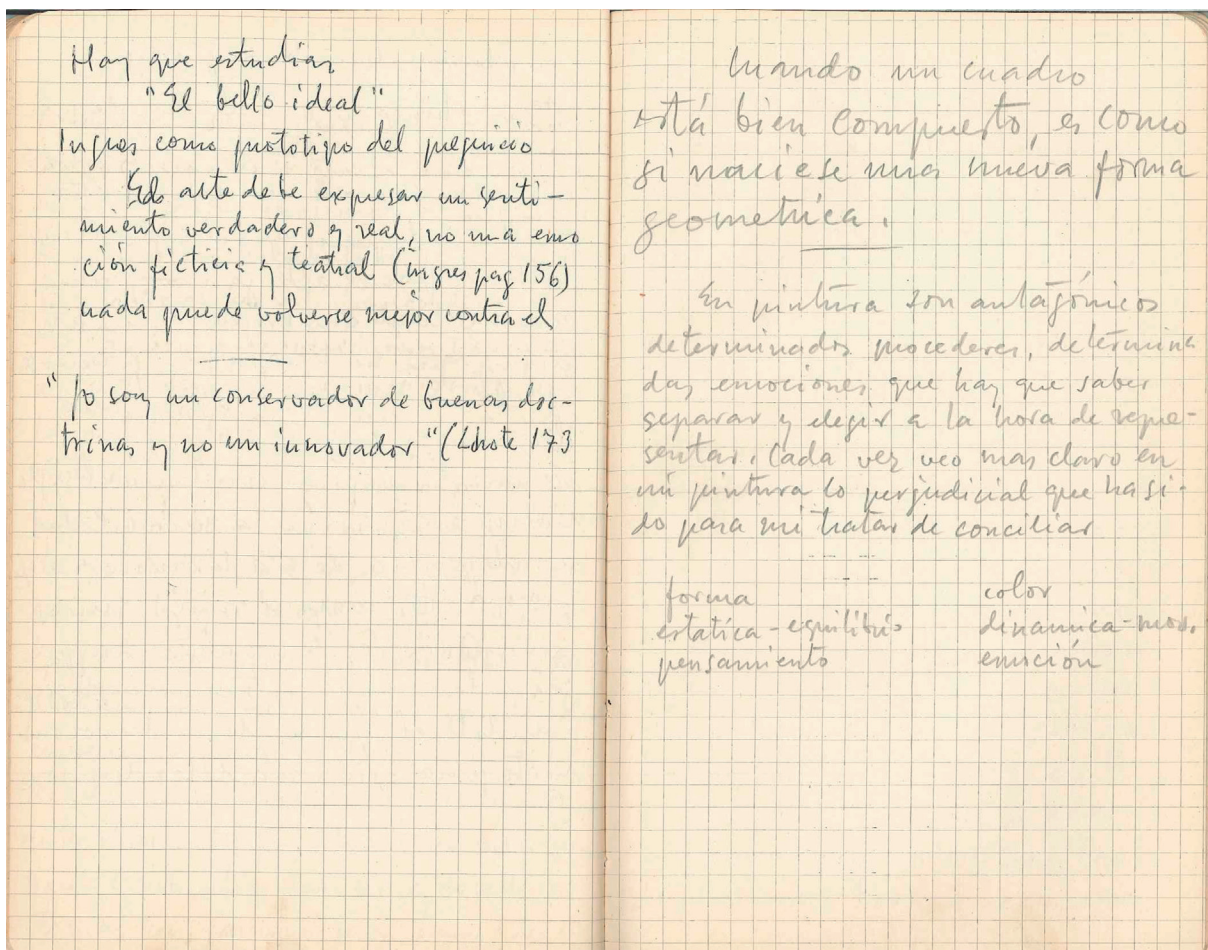 Hay que estudiar
"El bello ideal"
Ingres como prototipo del prejuicio
El arte debe expresar un senti-
miento verdadero y real, no una emo
ción ficticia y teatral (ingres pag 156)
nada puede volverse mejor contra el
"yo soy un conservador de buenas doc-
trinas y no un innovador" (Lhote 173
Cuando un cuadro
está bien compuesto, es como
si naciese una nueva forma
geometrica.
En pintura son antagónicos
determinados procederes, determina
das emociones que hay que saber
separar y elegir a la hora de repre-
sentar. Cada vez veo mas claro en
mi pintura lo perjudicial que ha si-
do para mi tratar de conciliar
forma color
estatica - equilibrio dinamica - mov.
pensamiento emoción